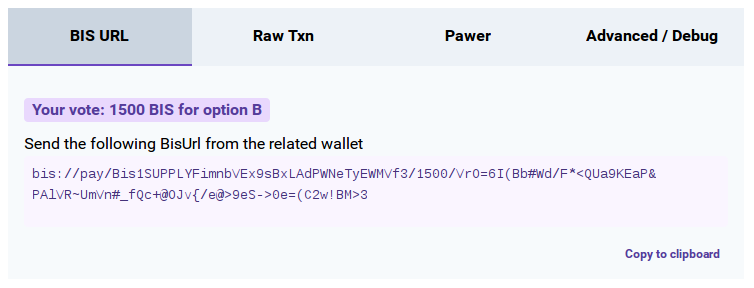 BIS URL Raw Txn Pawer Advanced / Debug
Your vote: 1500 BIS for option B
Send the following BisUrl from the related wallet
bis://pay/Bis1SUPPLYFimnbVEx9sBxLAdPWNeTyEWMVf3/1500/VrO=6I(Bb#Wd/F*<QUa9KEaP&
PAlVR~UmVn#_fQc+@OJv{/e@>9eS->0e=(C2w!BM>3
Copy to clipboard